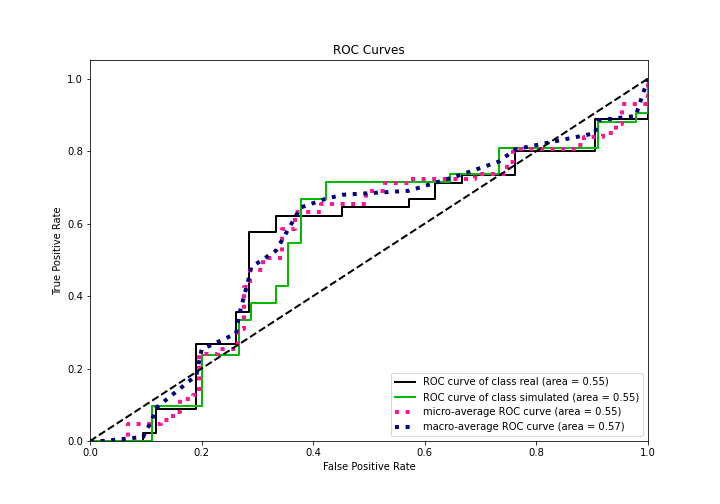 ROC Curves
True Positive Rate
1.0
0.8
0.6
0.4
0.2
0.0
0.0 0.2 0.4 0.6 0.8 1.0
False Positive Rate
ROC curve of class real (area = 0.55)
ROC curve of class simulated (area = 0.55)
micro-average ROC curve (area = 0.55)
macro-average ROC curve (area = 0.57)